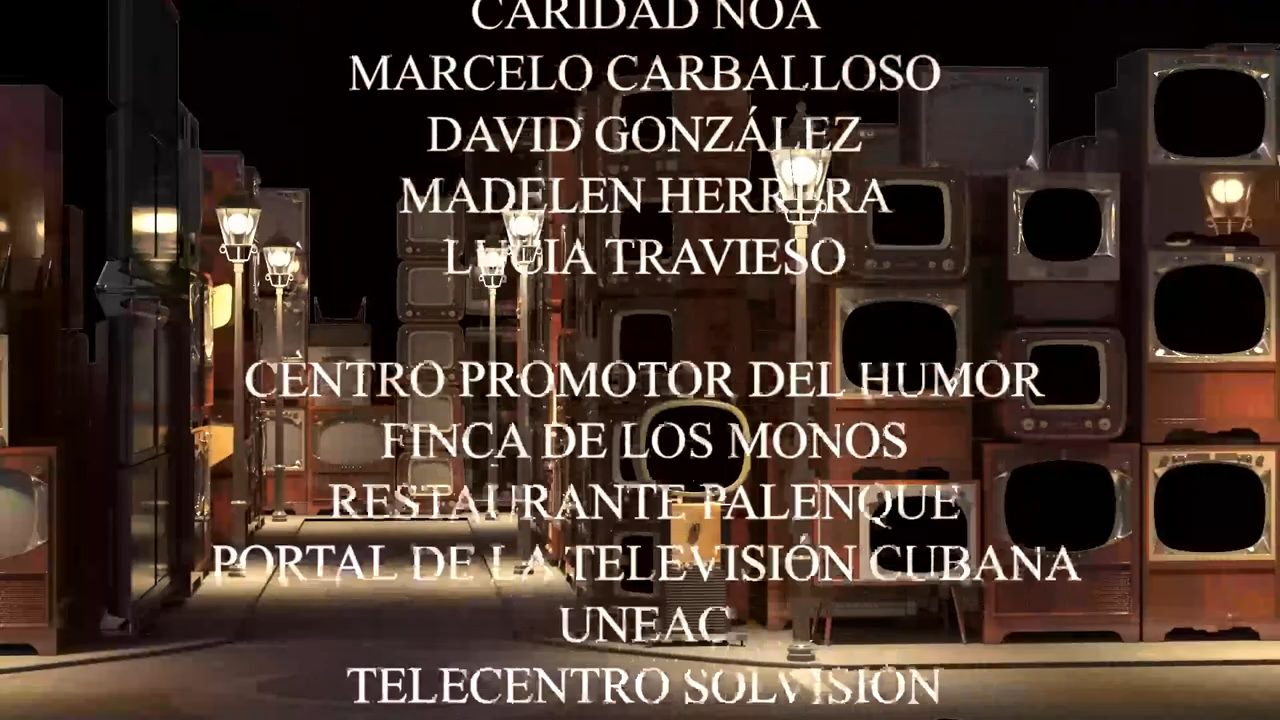 CARIDAD NOA
MARCELO CARBALLOSO
DAVID GONZÁLEZ
MADELEN HERRERA
LUCIA TRAVIESO
CENTRO PROMOTOR DEL HUMOR
FINCA DE LOS MONOS
RESTAURANTE PALENQUE
PORTAL DE LA TELEVISIÓN CUBANA
UNEAC
TELECENTRO SOLVISIÓN